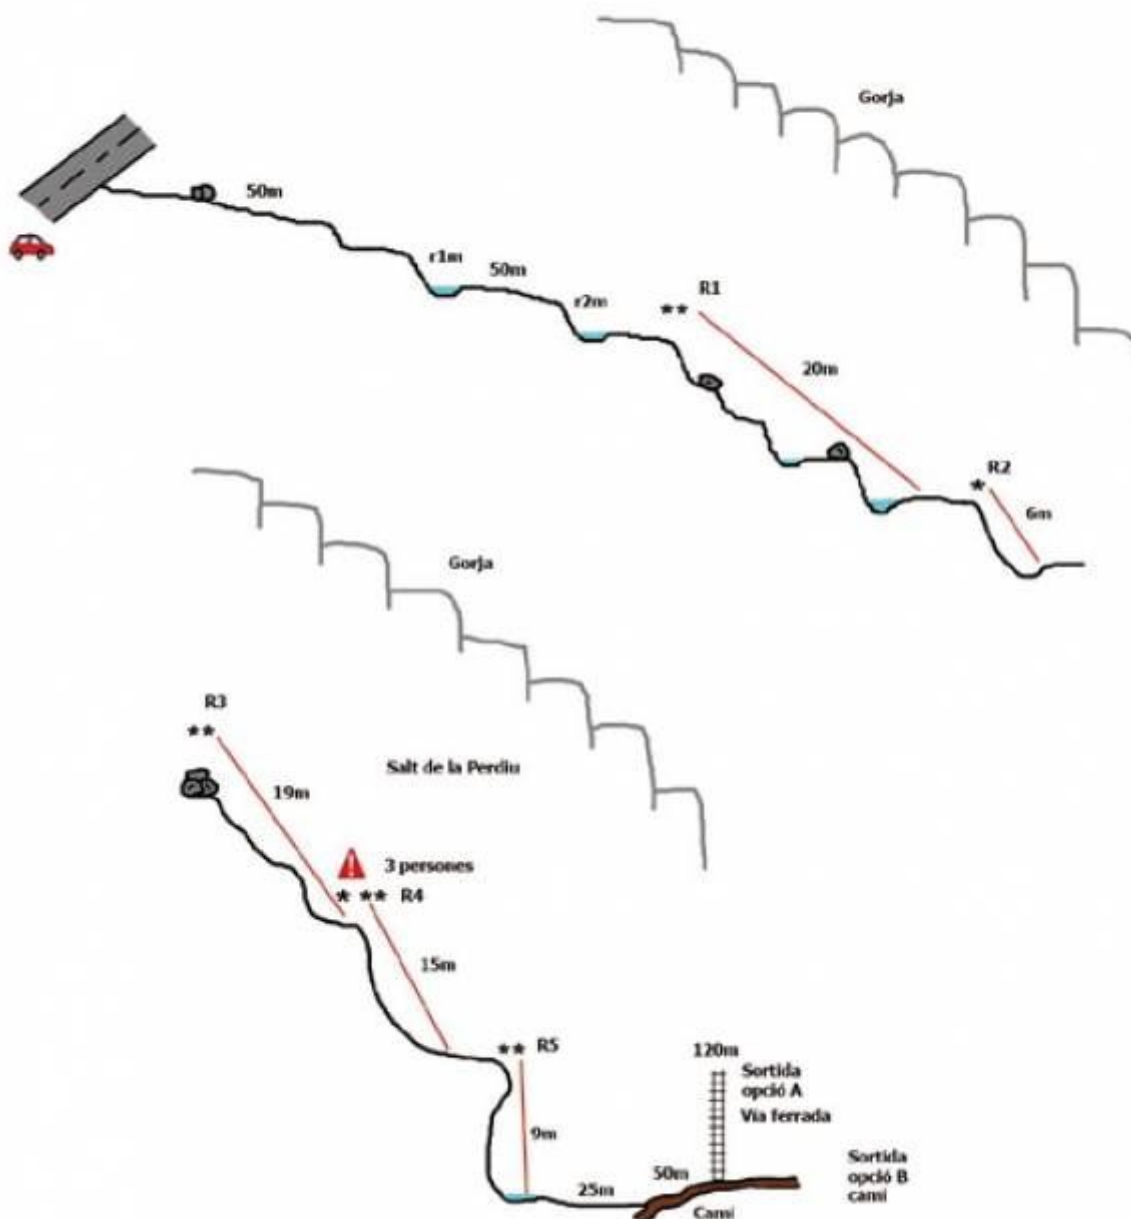 Gorja
50m
r1m
50m
r2m
** R1
20m
* R2
6m
Gorja
R3
**
19m
Salt de la Perdiu
3 persones
* ** R4
15m
** R5
9m
120m
Sortida
opció A
Via ferrada
25m
50m
Camí
Sortida
opció B
camí